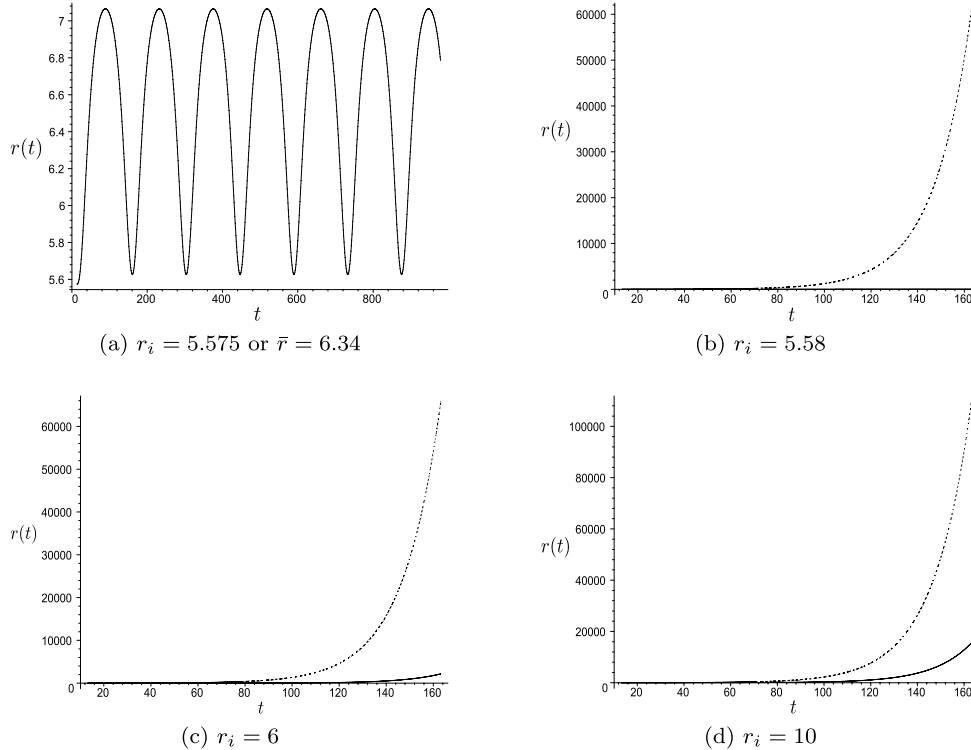 7
6.8
6.6
6.4
6.2
6
5.8
5.6
r(t)
0 200 400 600 800
t
(a) r_i = 5.575 or r̄ = 6.34
60000
50000
40000
30000
20000
10000
0
r(t)
20 40 60 80 100 120 140 160
t
(b) r_i = 5.58
60000
50000
40000
30000
20000
10000
0
r(t)
20 40 60 80 100 120 140 160
t
(c) r_i = 6
100000
80000
60000
40000
20000
0
r(t)
20 40 60 80 100 120 140 160
t
(d) r_i = 10